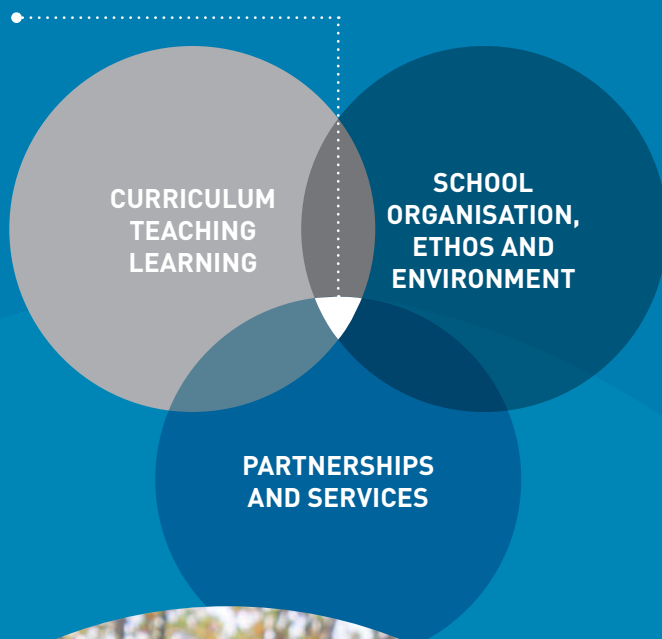 CURRICULUM
TEACHING
LEARNING
SCHOOL
ORGANISATION,
ETHOS AND
ENVIRONMENT
PARTNERSHIPS
AND SERVICES